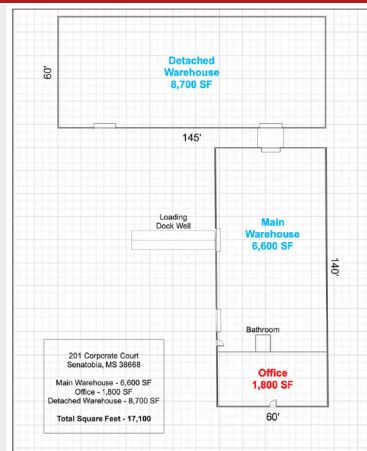 Detached
Warehouse
8,700 SF
60'
145'
Loading
Dock Well
Main
Warehouse
6,600 SF
140'
Bathroom
Office
1,800 SF
60'
201 Corporate Court
Senatobia, MS 38668
Main Warehouse - 6,600 SF
Office - 1,800 SF
Detached Warehouse - 8,700 SF
Total Square Feet - 17,100